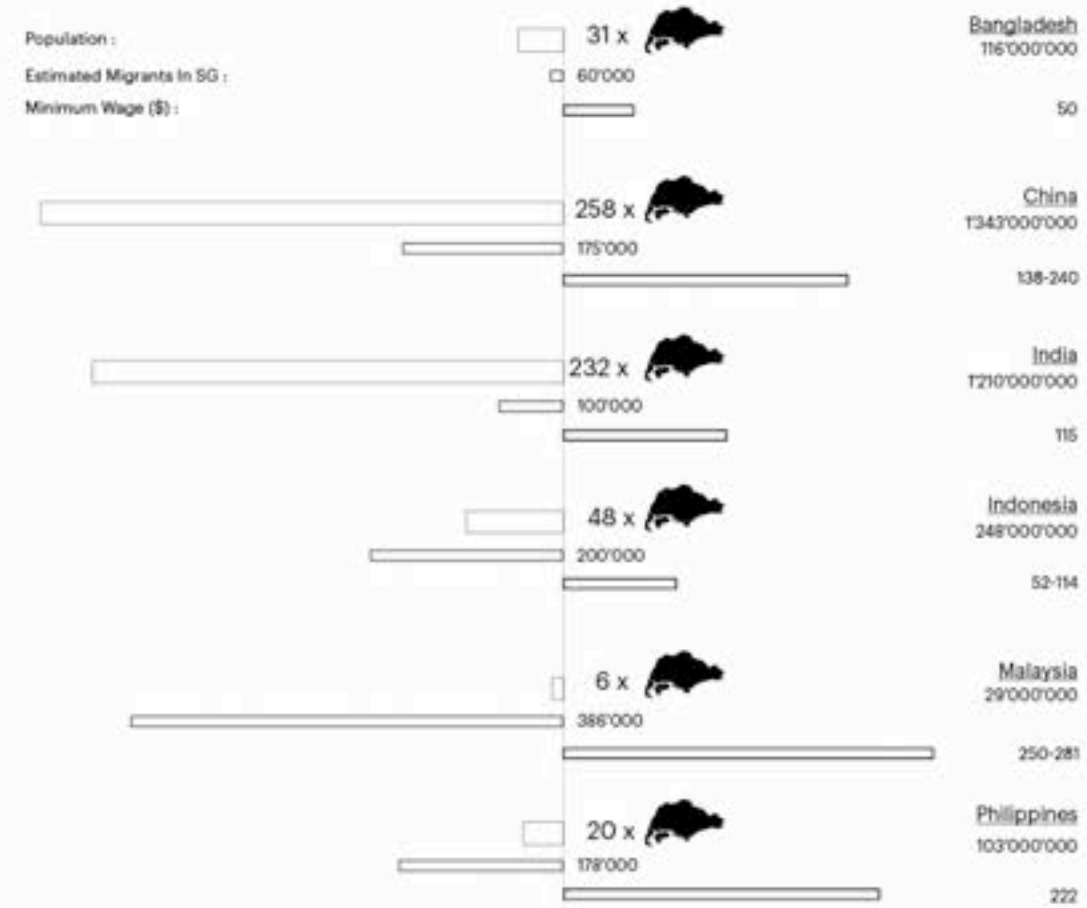 Population :
31 x
Bangladesh
116'000'000
Estimated Migrants In SG :
60'000
Minimum Wage ($) :
50
258 x
China
1'343'000'000
175'000
138-240
232 x
India
1'210'000'000
100'000
115
48 x
Indonesia
248'000'000
200'000
52-114
6 x
Malaysia
29'000'000
386'000
250-281
20 x
Philippines
103'000'000
178'000
222